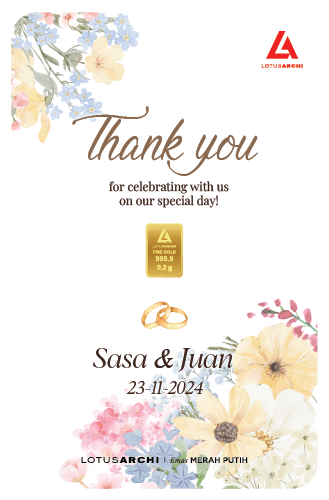 LOTUSARCHI
Thank you
for celebrating with us
on our special day!
LOTUSARCHI
FINE GOLD
999,9
0,2 g
Sasa & Juan
23-11-2024
LOTUSARCHI | Emas MERAH PUTIH